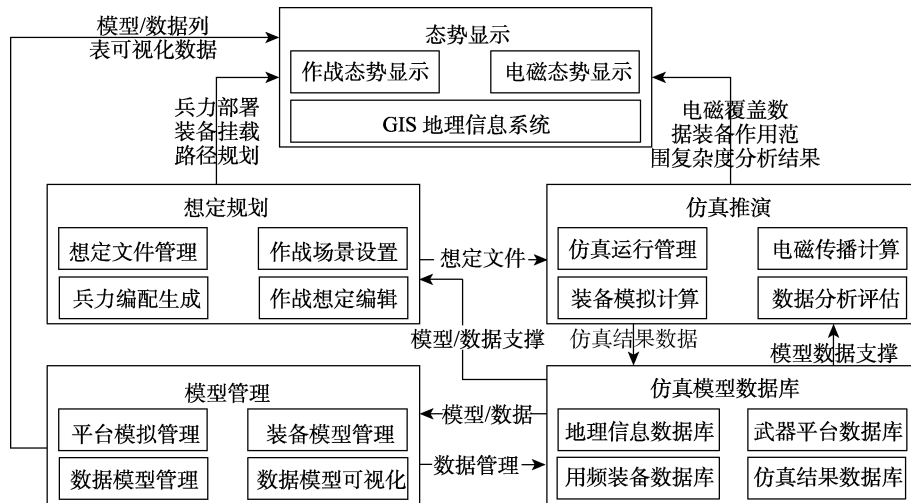 模型/数据列
表可视化数据
态势显示
作战态势显示
电磁态势显示
GIS 地理信息系统
兵力部署
装备挂载
路径规划
电磁覆盖数
据装备作用范
围复杂度分析结果
想定规划
想定文件管理
作战场景设置
兵力编配生成
作战想定编辑
想定文件
仿真推演
仿真运行管理
电磁传播计算
装备模拟计算
数据分析评估
模型/数据支撑
仿真结果数据
模型数据支撑
模型管理
平台模拟管理
装备模型管理
数据模型管理
数据模型可视化
模型/数据
数据管理
仿真模型数据库
地理信息数据库
武器平台数据库
用频装备数据库
仿真结果数据库